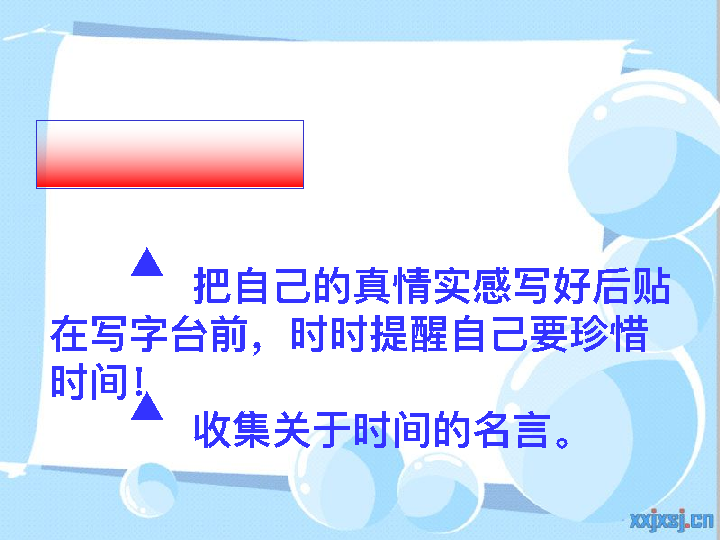 ▲ 把自己的真情实感写好后贴
在写字台前，时时提醒自己要珍惜
时间！
▲ 收集关于时间的名言。
xxjxsj.cn